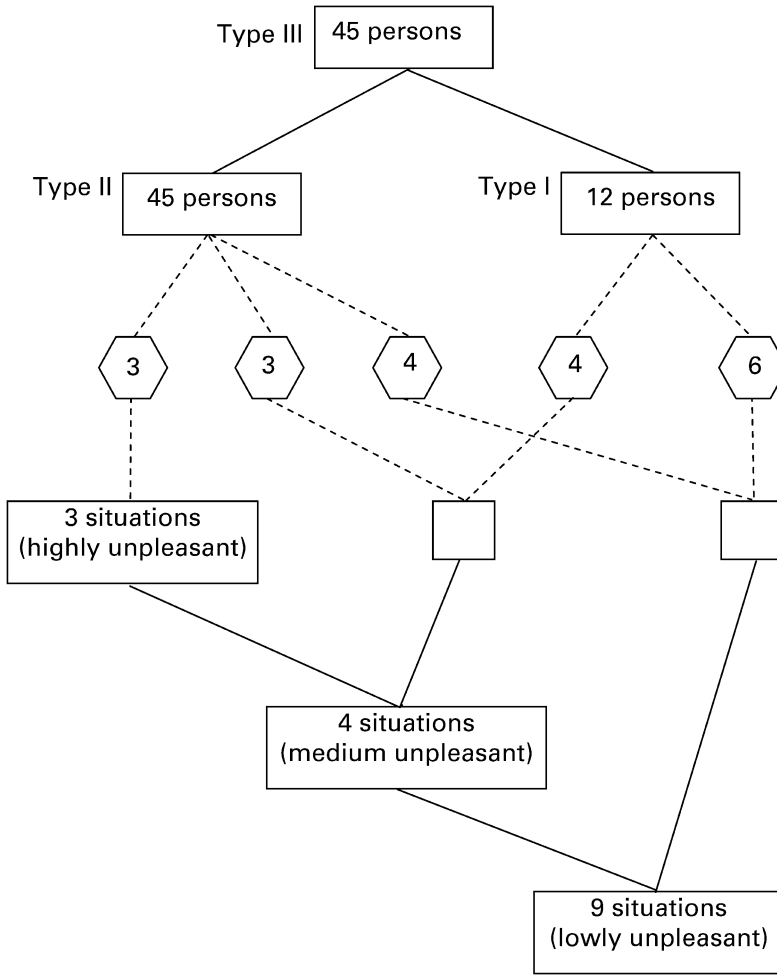 Type III
45 persons
Type II
45 persons
Type I
12 persons
3
3
4
4
6
3 situations
(highly unpleasant)
4 situations
(medium unpleasant)
9 situations
(lowly unpleasant)